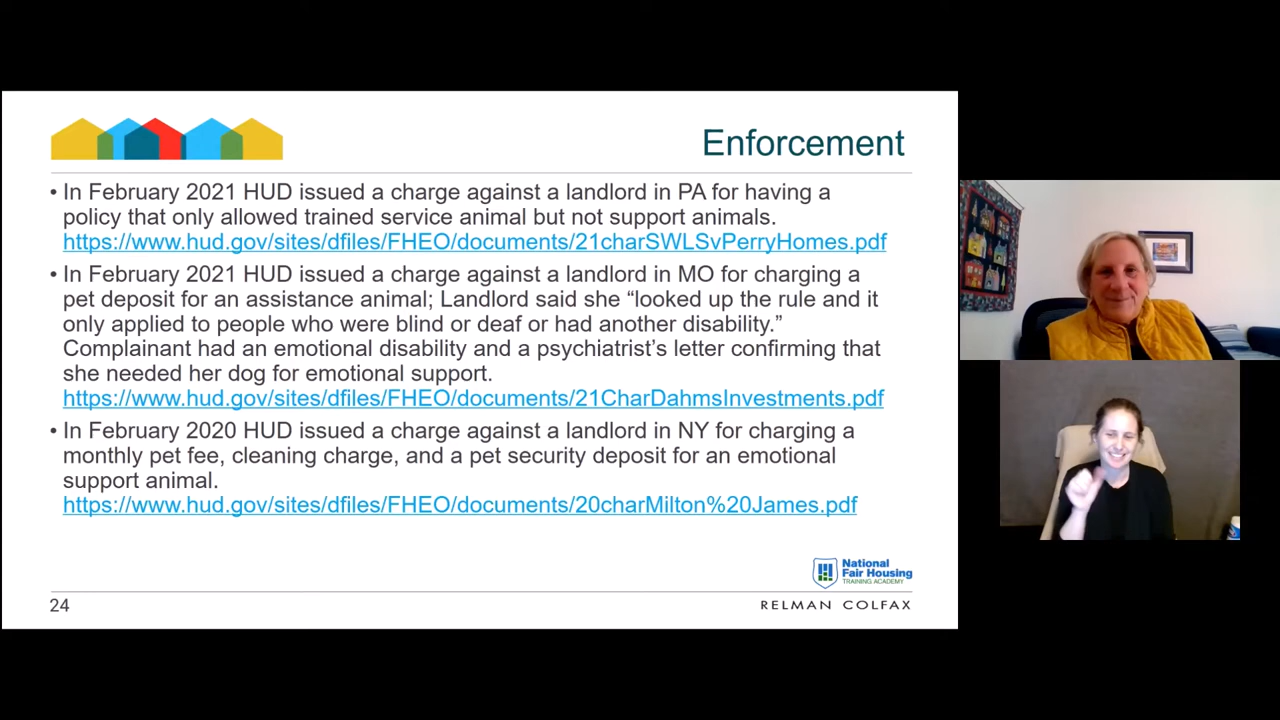 Enforcement
• In February 2021 HUD issued a charge against a landlord in PA for having a
policy that only allowed trained service animal but not support animals.
https://www.hud.gov/sites/dfiles/FHEO/documents/21charSWLSvPerryHomes.pdf
• In February 2021 HUD issued a charge against a landlord in MO for charging a
pet deposit for an assistance animal; Landlord said she “looked up the rule and it
only applied to people who were blind or deaf or had another disability.”
Complainant had an emotional disability and a psychiatrist’s letter confirming that
she needed her dog for emotional support.
https://www.hud.gov/sites/dfiles/FHEO/documents/21CharDahmsInvestments.pdf
• In February 2020 HUD issued a charge against a landlord in NY for charging a
monthly pet fee, cleaning charge, and a pet security deposit for an emotional
support animal.
https://www.hud.gov/sites/dfiles/FHEO/documents/20charMilton%20James.pdf
National
Fair Housing
TRAINING ACADEMY
24
RELMAN COLFAX